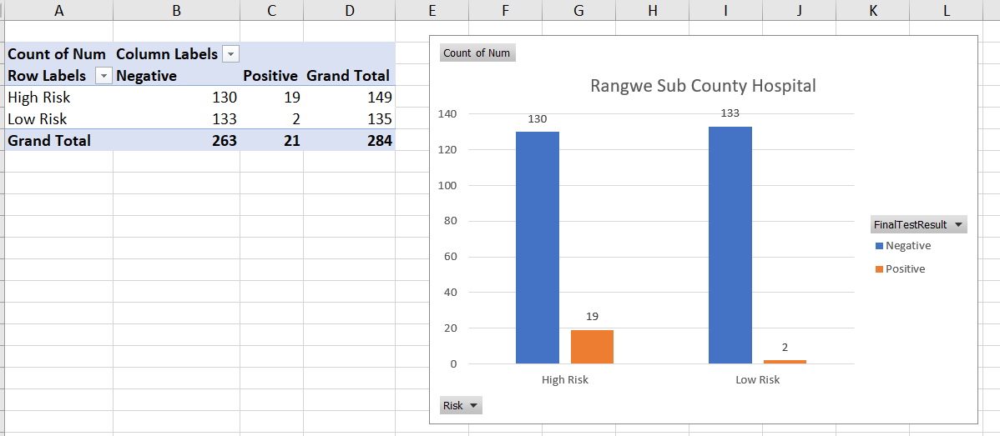 A B C D E F G H I J K L
Count of Num Column Labels
Row Labels Negative Positive Grand Total
High Risk 130 19 149
Low Risk 133 2 135
Grand Total 263 21 284
Count of Num
Rangwe Sub County Hospital
140
120
100
80
60
40
20
0
130
19
133
2
High Risk Low Risk
FinalTestResult
Negative
Positive
Risk